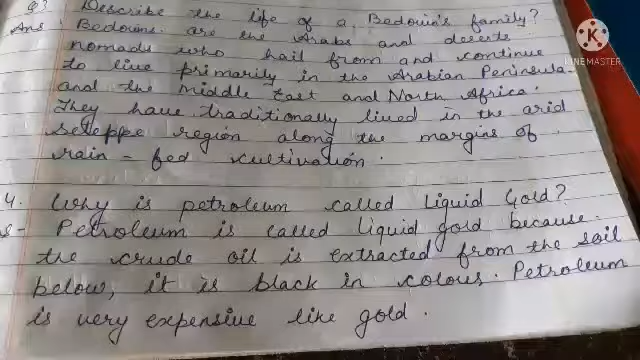 Q3 Describe the life of a Bedouin's family?
Ans: Bedouins are the Arabs and deserts
nomads who hail from and continue
to live primarily in the Arabian Peninsula
and the middle East and North Africa.
They have traditionally lived in the arid
steppe region along the margins of
rain-fed cultivation.
4. Why is petroleum called Liquid Gold?
Petroleum is called liquid gold because
the crude oil is extracted from the soil
below, it is black in colour. Petroleum
is very expensive like gold.
K
KINEMASTER